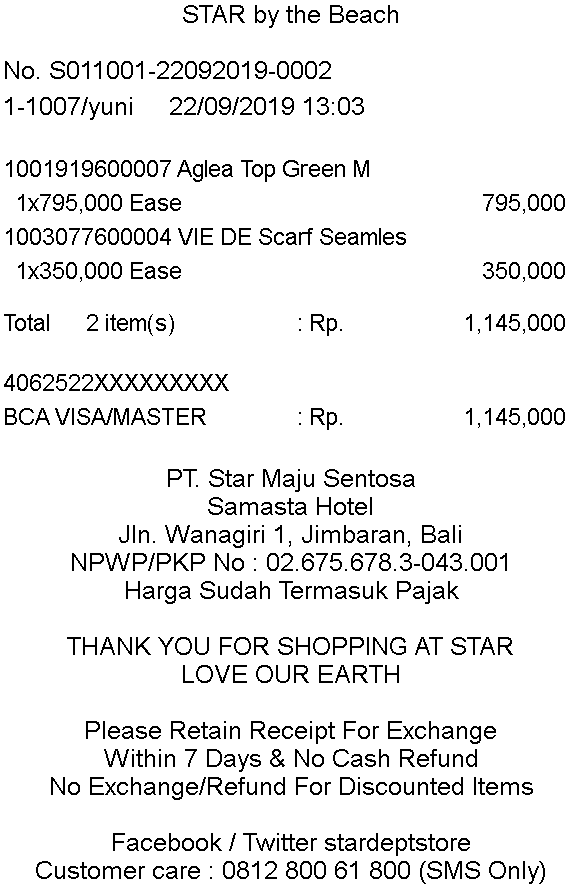 STAR by the Beach
No. S011001-22092019-0002
1-1007/yuni 22/09/2019 13:03
1001919600007 Aglea Top Green M
1x795,000 Ease 795,000
1003077600004 VIE DE Scarf Seamles
1x350,000 Ease 350,000
Total 2 item(s) : Rp. 1,145,000
4062522XXXXXXXXX
BCA VISA/MASTER : Rp. 1,145,000
PT. Star Maju Sentosa
Samasta Hotel
Jln. Wanagiri 1, Jimbaran, Bali
NPWP/PKP No : 02.675.678.3-043.001
Harga Sudah Termasuk Pajak
THANK YOU FOR SHOPPING AT STAR
LOVE OUR EARTH
Please Retain Receipt For Exchange
Within 7 Days & No Cash Refund
No Exchange/Refund For Discounted Items
Facebook / Twitter stardeptstore
Customer care : 0812 800 61 800 (SMS Only)